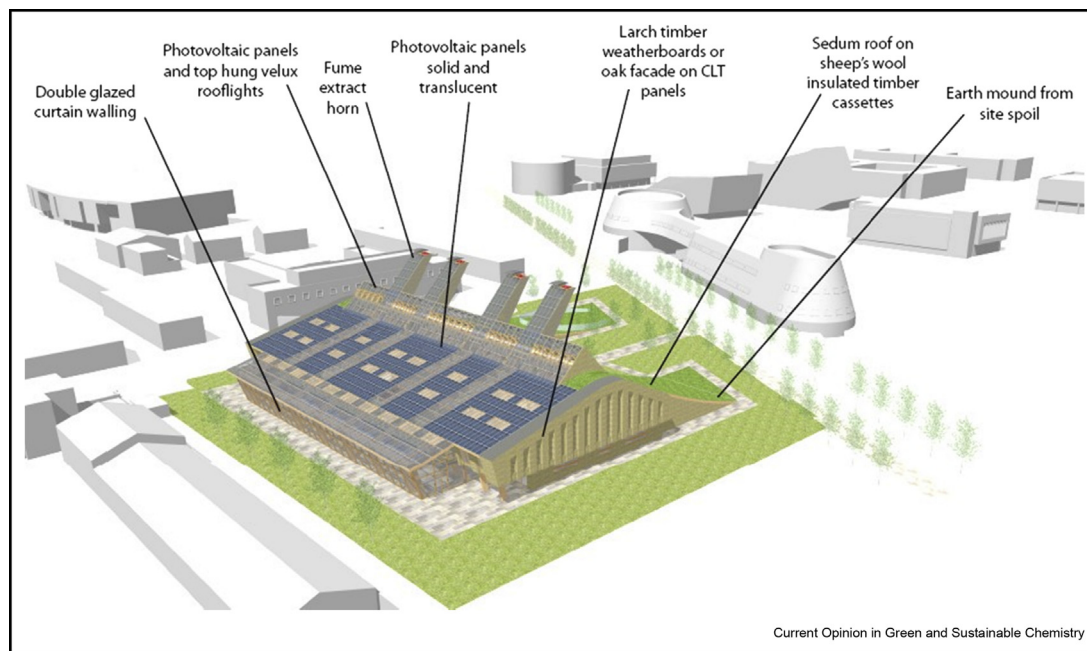 Double glazed
curtain walling
Photovoltaic panels
and top hung velux
rooflights
Fume
extract
horn
Photovoltaic panels
solid and
translucent
Larch timber
weatherboards or
oak facade on CLT
panels
Sedum roof on
sheep's wool
insulated timber
cassettes
Earth mound from
site spoil
Current Opinion in Green and Sustainable Chemistry